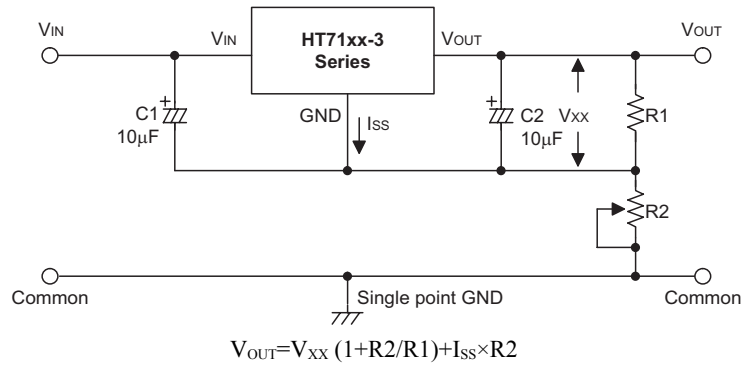 VIN
VIN
HT71xx-3
Series
VOUT
VOUT
C1
10μF
GND
ISS
C2
10μF
VXX
R1
R2
Common
Single point GND
Common
VOUT=VXX (1+R2/R1)+ISS×R2